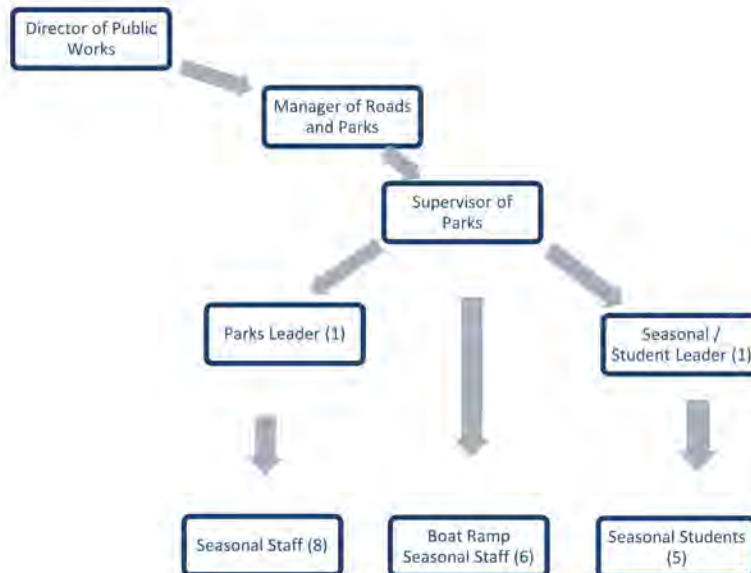 Director of Public
Works
Manager of Roads
and Parks
Supervisor of
Parks
Parks Leader (1)
Seasonal /
Student Leader (1)
Seasonal Staff (8)
Boat Ramp
Seasonal Staff (6)
Seasonal Students
(5)